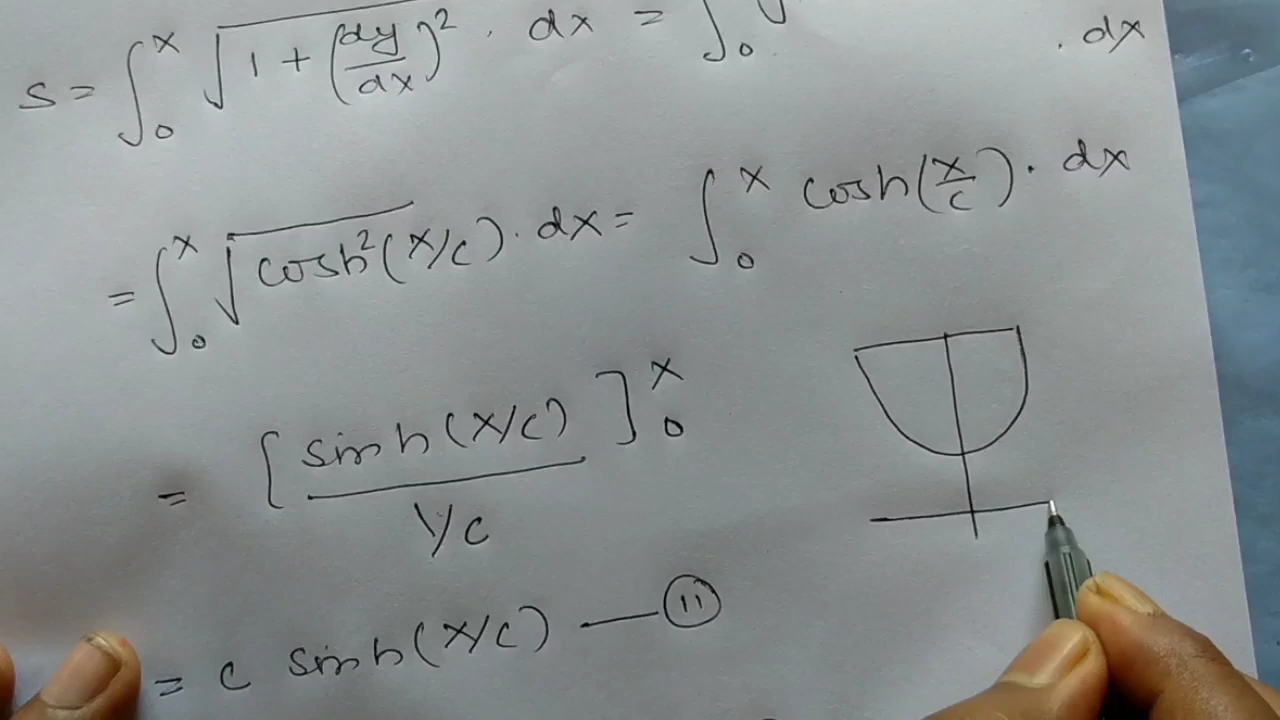 s = ∫₀ˣ √(1 + (dy/dx)²) . dx = ∫₀ √ . dx
= ∫₀ˣ √(cosh²(x/c)) . dx = ∫₀ˣ cosh(x/c) . dx
= [sinh(x/c) / 1/c]₀ˣ
= c sinh(x/c) — (11)